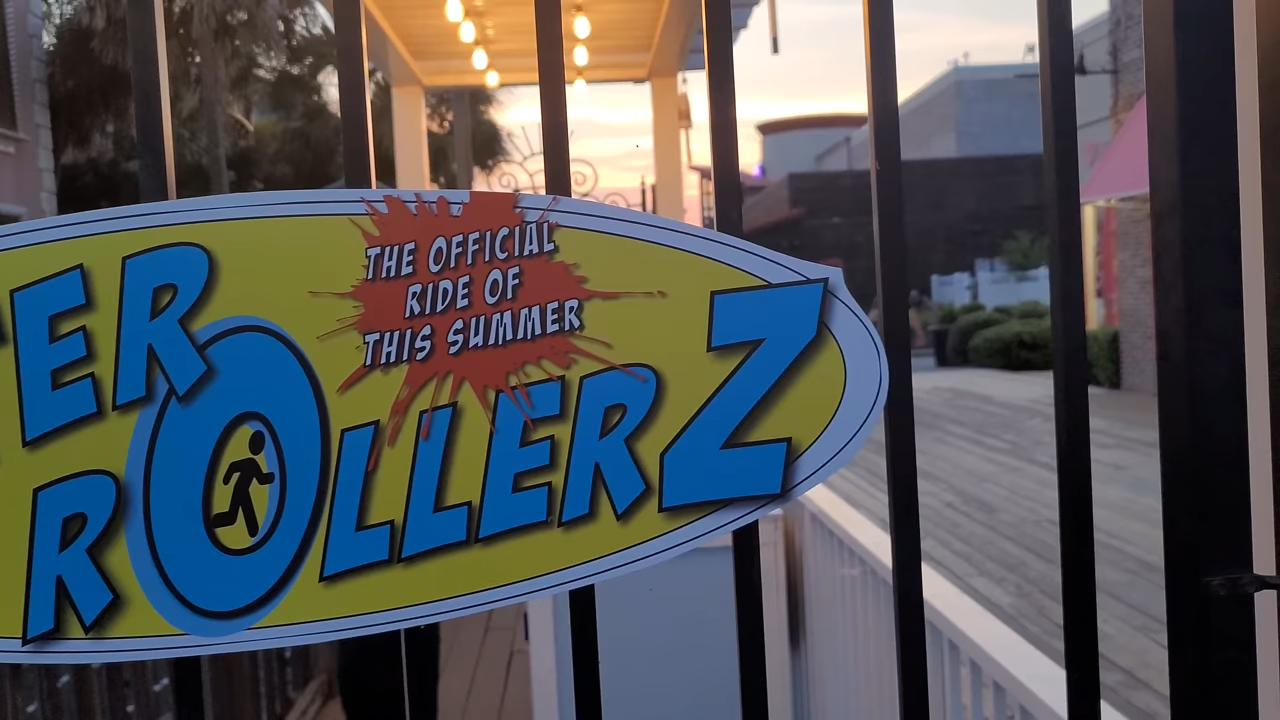 THE OFFICIAL
RIDE OF
THIS SUMMER
ER
ROLLERZ